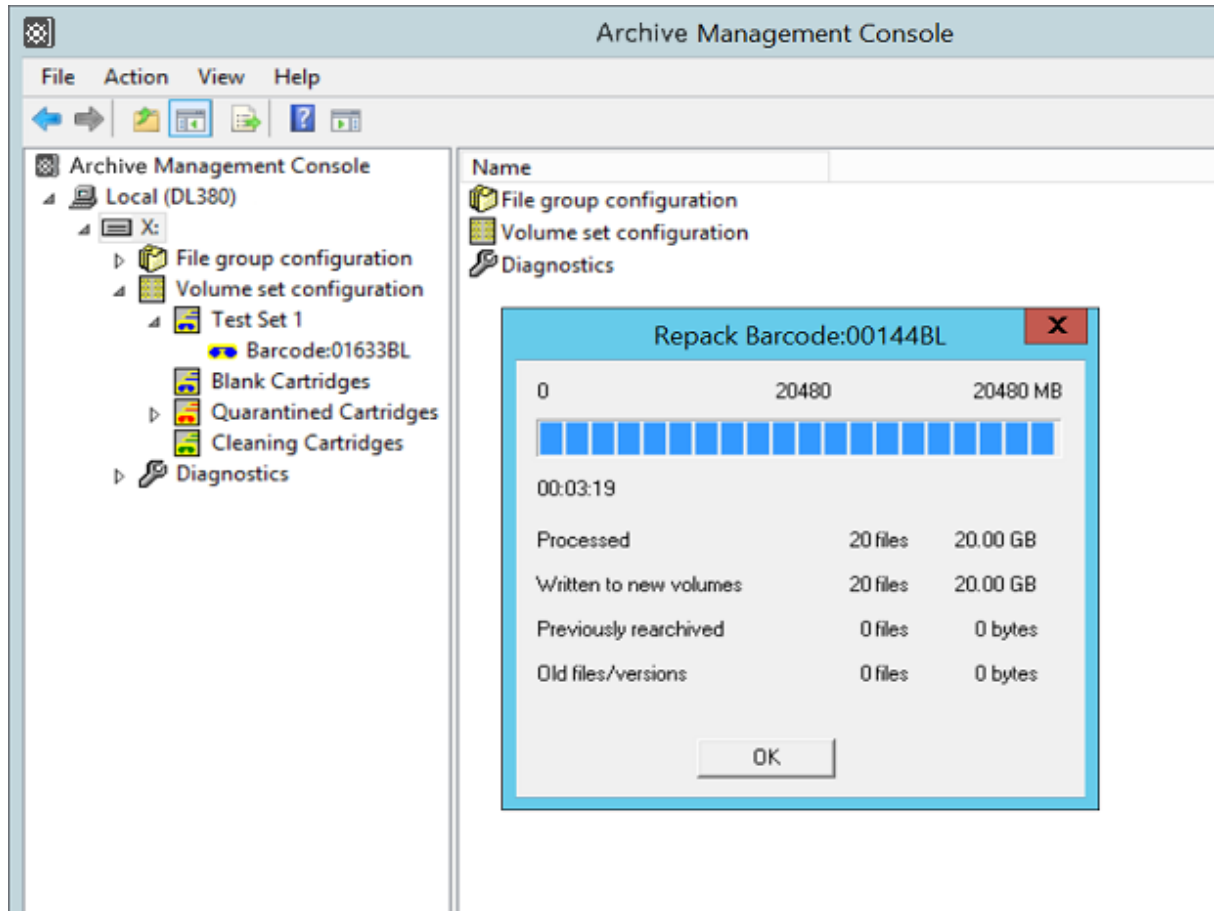 Archive Management Console
File Action View Help
Archive Management Console
Local (DL380)
X:
File group configuration
Volume set configuration
Test Set 1
Barcode:01633BL
Blank Cartridges
Quarantined Cartridges
Cleaning Cartridges
Diagnostics
Name
File group configuration
Volume set configuration
Diagnostics
Repack Barcode:00144BL
X
0 20480 20480 MB
00:03:19
Processed 20 files 20.00 GB
Written to new volumes 20 files 20.00 GB
Previously rearchived 0 files 0 bytes
Old files/versions 0 files 0 bytes
OK